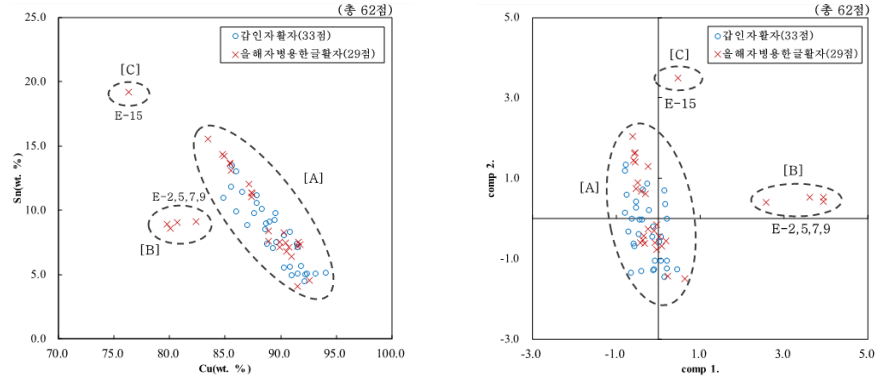 (총 62점)
갑인자활자(33점)
을해자병용한글활자(29점)
[C]
E-15
[A]
E-2,5,7,9
[B]
25.0
20.0
15.0
10.0
5.0
0.0
Sn(wt. %)
70.0 75.0 80.0 85.0 90.0 95.0 100.0
Cu(wt. %)
(총 62점)
갑인자활자(33점)
을해자병용한글활자(29점)
[C]
E-15
[A]
[B]
E-2,5,7,9
5.0
3.0
1.0
-1.0
-3.0
comp 2.
-3.0 -1.0 1.0 3.0 5.0
comp 1.